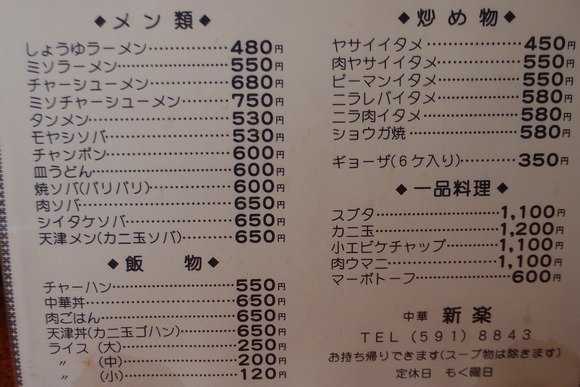 ◆メン類◆
しょうゆラーメン……………480円
ミソラーメン…………………550円
チャーシューメン……………680円
ミソチャーシューメン………750円
タンメン………………………530円
モヤシソバ……………………530円
チャンポン……………………600円
皿うどん………………………600円
焼ソバ(バリバリ)……………600円
肉ソバ…………………………650円
シイタケソバ…………………650円
天津メン(カニ玉ソバ)………650円
◆飯 物◆
チャーハン……………………550円
中華丼…………………………650円
肉ごはん………………………650円
天津丼(カニ玉ゴハン)………650円
ライス (大)……………………250円
〃 (中)……………………200円
〃 (小)……………………120円
◆炒め物◆
ヤサイイタメ…………………450円
肉ヤサイイタメ………………550円
ピーマンイタメ………………550円
ニラレバイタメ………………580円
ニラ肉イタメ…………………580円
ショウガ焼……………………580円
ギョーザ(6ケ入り)……………350円
◆一品料理◆
スブタ…………………………1,100円
カニ玉…………………………1,200円
小エビケチャップ……………1,100円
肉ウマニ………………………1,100円
マーボトーフ…………………600円
中華 新楽
TEL(591)8843
お持ち帰りできます(スープ物は除きます)
定休日 もく曜日